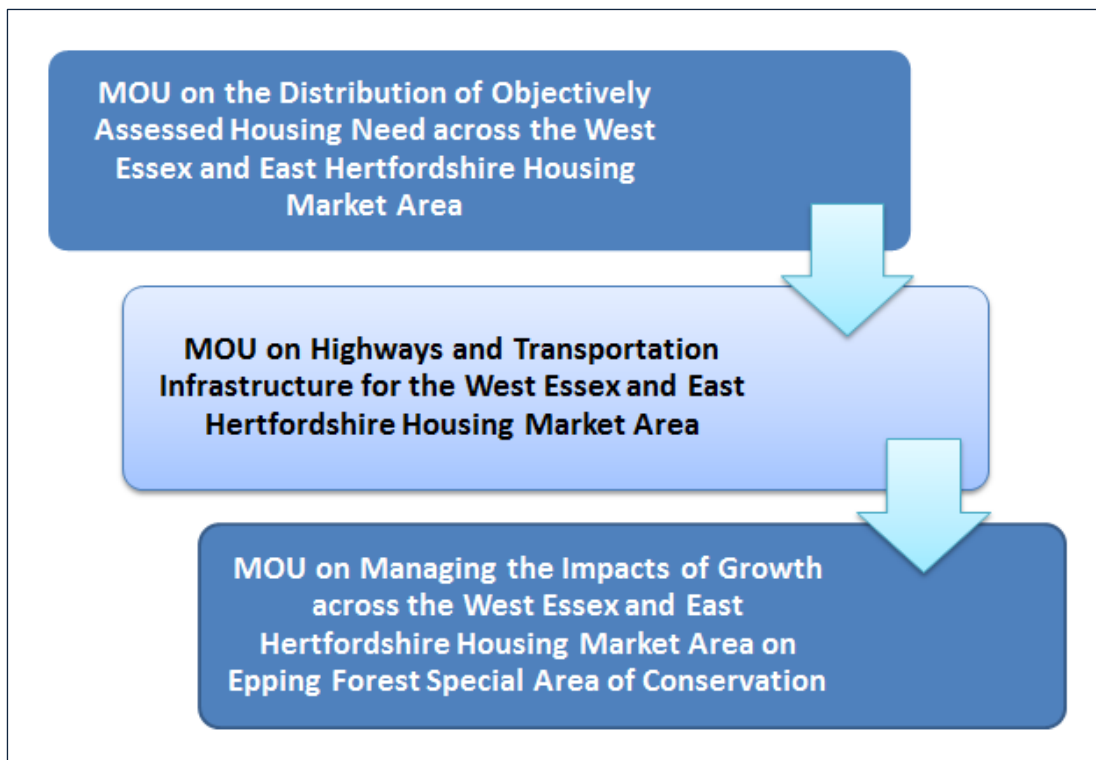 MOU on the Distribution of Objectively
Assessed Housing Need across the West
Essex and East Hertfordshire Housing
Market Area
MOU on Highways and Transportation
Infrastructure for the West Essex and East
Hertfordshire Housing Market Area
MOU on Managing the Impacts of Growth
across the West Essex and East
Hertfordshire Housing Market Area on
Epping Forest Special Area of Conservation